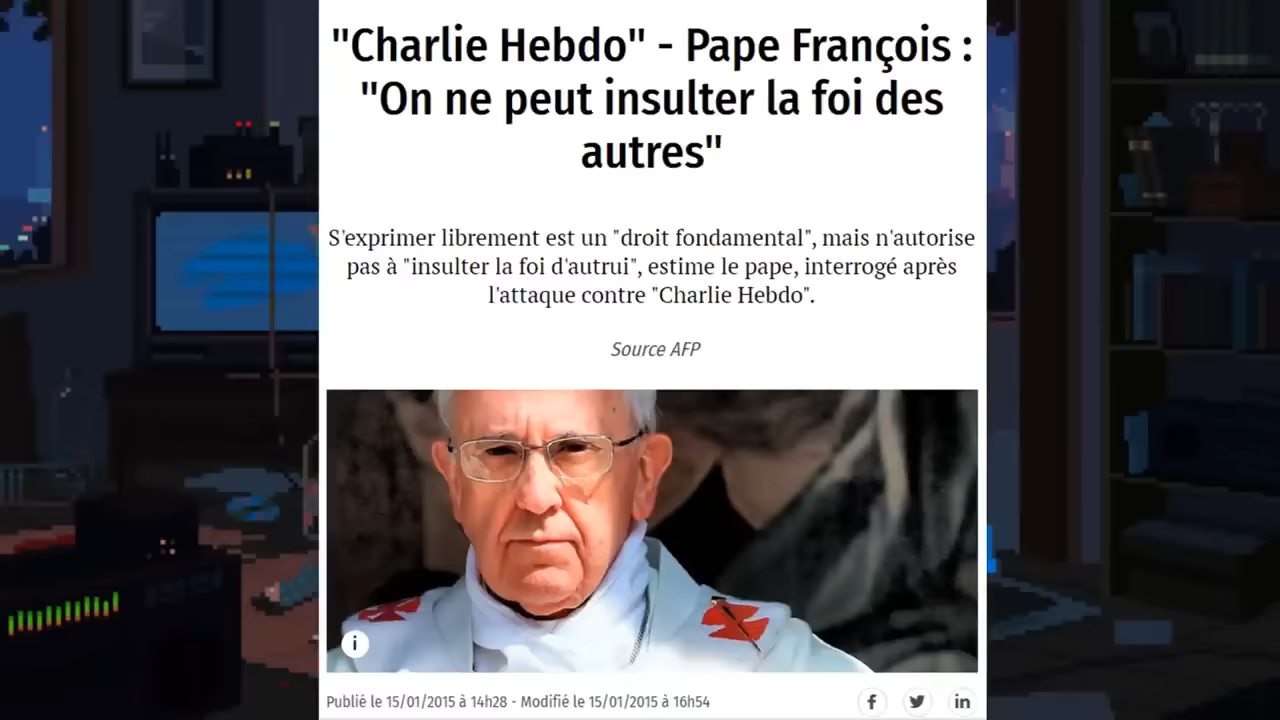 "Charlie Hebdo" - Pape François :
"On ne peut insulter la foi des
autres"
S'exprimer librement est un "droit fondamental", mais n'autorise
pas à "insulter la foi d'autrui", estime le pape, interrogé après
l'attaque contre "Charlie Hebdo".
Source AFP
i
Publié le 15/01/2015 à 14h28 - Modifié le 15/01/2015 à 16h54